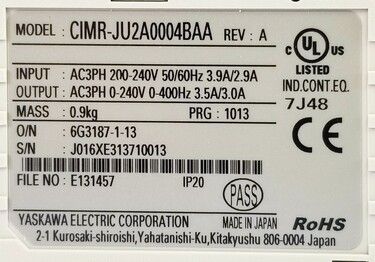 MODEL : CIMR-JU2A0004BAA REV : A
C UL US
LISTED
IND.CONT.EQ.
7J48
INPUT : AC3PH 200-240V 50/60Hz 3.9A/2.9A
OUTPUT : AC3PH 0-240V 0-400Hz 3.5A/3.0A
MASS : 0.9kg PRG : 1013
O/N : 6G3187-1-13
S/N : J016XE313710013
CE
FILE NO : E131457 IP20
PASS
YASKAWA ELECTRIC CORPORATION MADE IN JAPAN
RoHS
2-1 Kurosaki-shiroishi,Yahatanishi-Ku,Kitakyushu 806-0004 Japan